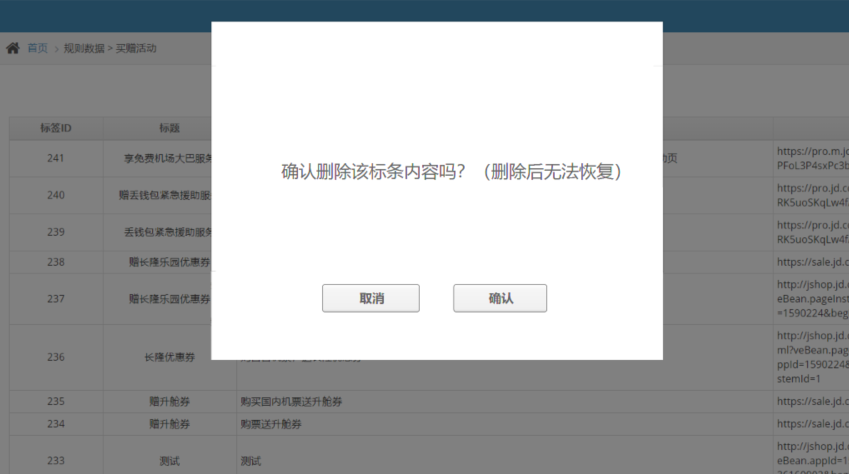 首页 > 规则数据 > 买赠活动
标签ID 标题
241 享免费机场大巴服务 动页 https://pro.m.jd
PFoL3P4sxPc3b
确认删除该标条内容吗？（删除后无法恢复）
240 赠丢钱包紧急援助服 https://pro.jd.c
RK5uoSKqLw4f
239 丢钱包紧急援助服务 https://pro.jd.c
RK5uoSKqLw4f
238 赠长隆乐园优惠券 https://sale.jd.c
237 赠长隆乐园优惠券 http://jshop.jd.
eBean.pageInst
=1590224&beg
取消 确认
236 长隆优惠券 http://jshop.jd.
ml?veBean.pag
ppId=1590224&
stemId=1
235 赠升舱券 购买国内机票送升舱券 https://sale.jd.c
234 赠升舱券 购票送升舱券 https://sale.jd.c
233 测试 测试 http://jshop.jd.
eBean.appId=1